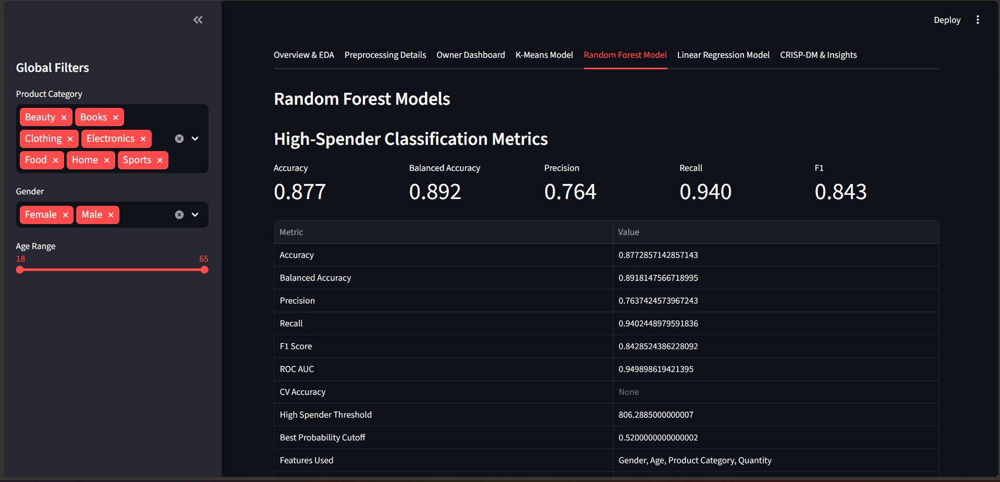 Deploy
Global Filters
Product Category
Beauty × Books ×
Clothing × Electronics ×
Food × Home × Sports ×
Gender
Female × Male ×
Age Range
18 65
Overview & EDA Preprocessing Details Owner Dashboard K-Means Model Random Forest Model Linear Regression Model CRISP-DM & Insights
Random Forest Models
High-Spender Classification Metrics
Accuracy Balanced Accuracy Precision Recall F1
0.877 0.892 0.764 0.940 0.843
Metric Value
Accuracy 0.8772857142857143
Balanced Accuracy 0.8918147566718995
Precision 0.7637424573967243
Recall 0.9402448979591836
F1 Score 0.8428524386228092
ROC AUC 0.949898619421395
CV Accuracy None
High Spender Threshold 806.2885000000007
Best Probability Cutoff 0.5200000000000002
Features Used Gender, Age, Product Category, Quantity